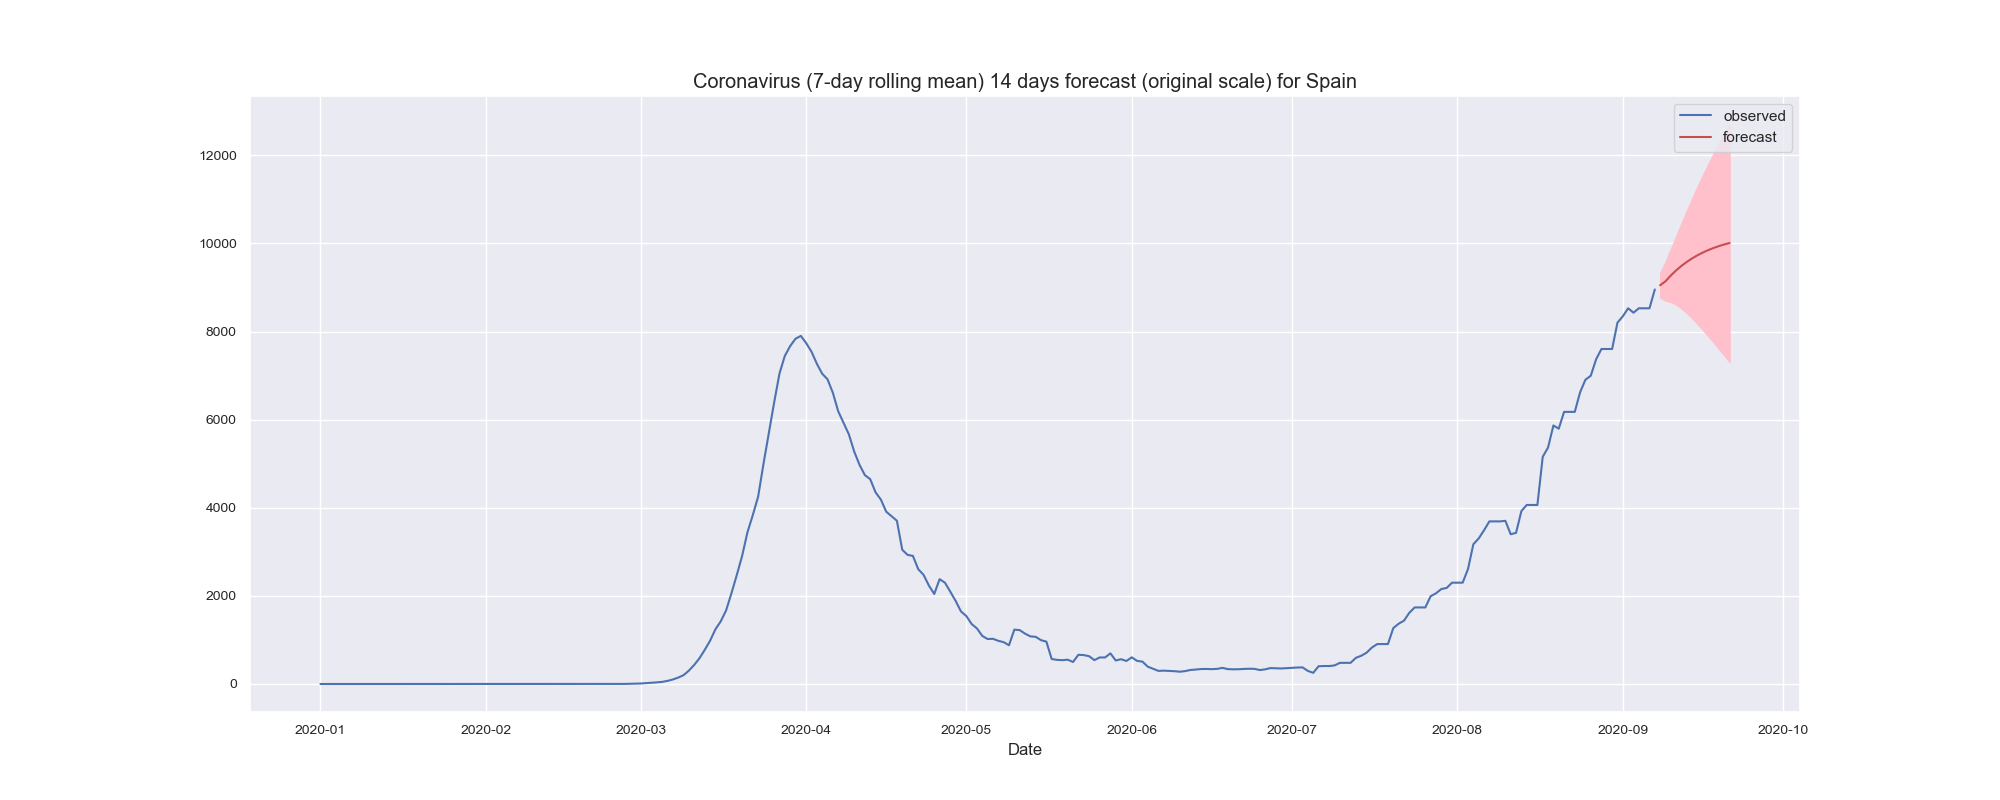 Coronavirus (7-day rolling mean) 14 days forecast (original scale) for Spain
observed
forecast
12000
10000
8000
6000
4000
2000
0
2020-01 2020-02 2020-03 2020-04 2020-05 2020-06 2020-07 2020-08 2020-09 2020-10
Date